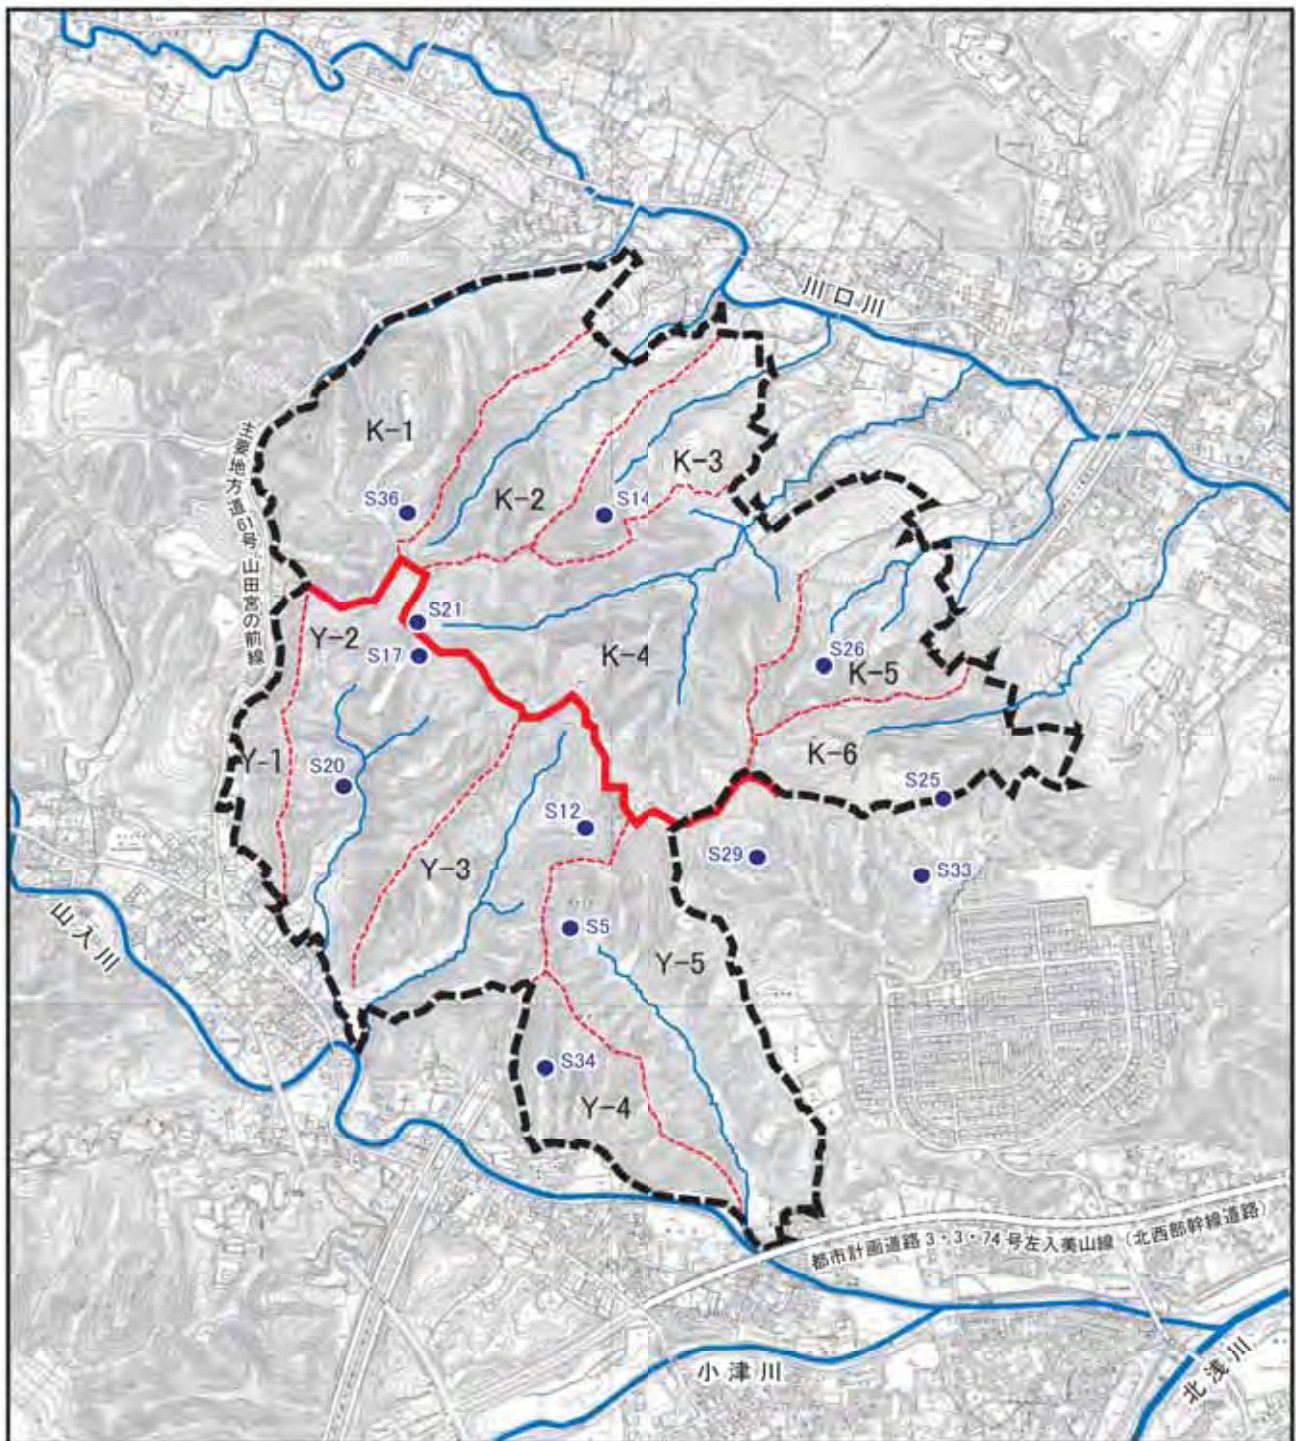 川口川
K-1
主要地方道61号 山田宮の前線
K-3
K-2
S36
S14
S21
Y-2
K-4
S17
S26
K-5
K-6
Y-1
S20
S25
S12
S29
Y-3
S33
S5
山入川
Y-5
S34
Y-4
都市計画道路3・3・74号左入美山線(北西部幹線道路)
小津川
北浅川